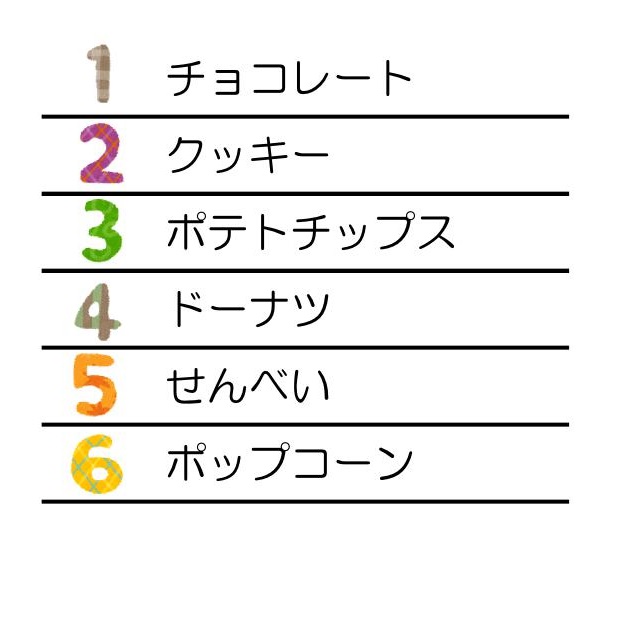 1 チョコレート
2 クッキー
3 ポテトチップス
4 ドーナツ
5 せんべい
6 ポップコーン